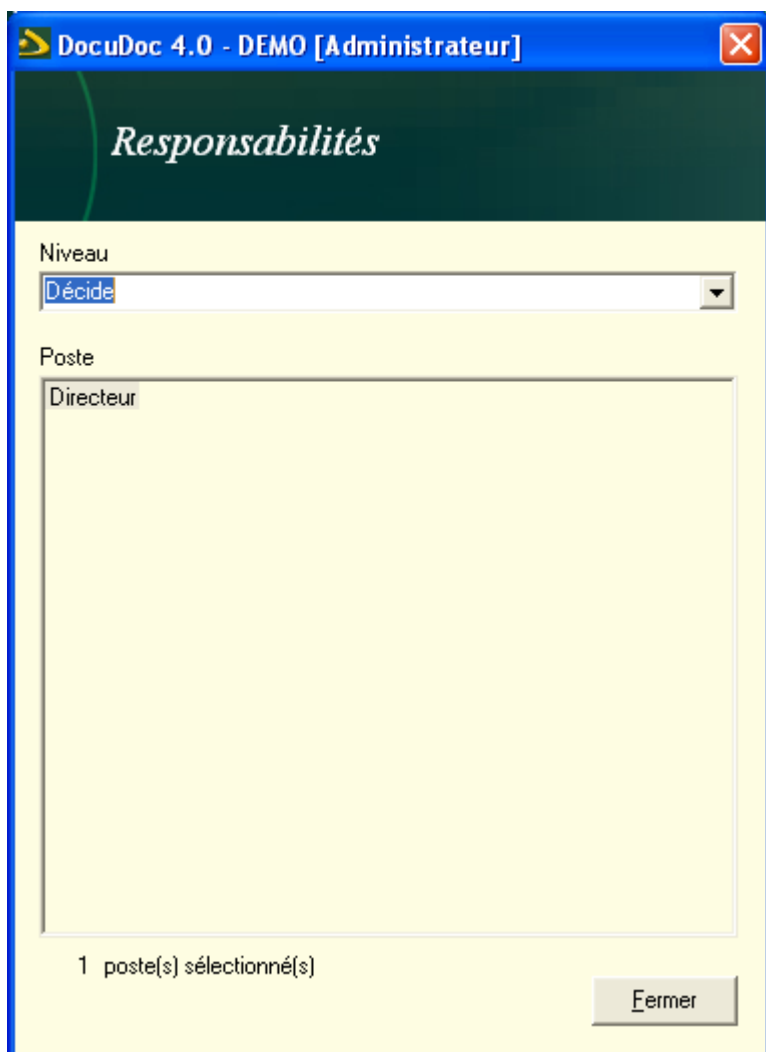 DocuDoc 4.0 - DEMO [Administrateur]
Responsabilités
Niveau
Décide
Poste
Directeur
1 poste(s) sélectionné(s)
Fermer